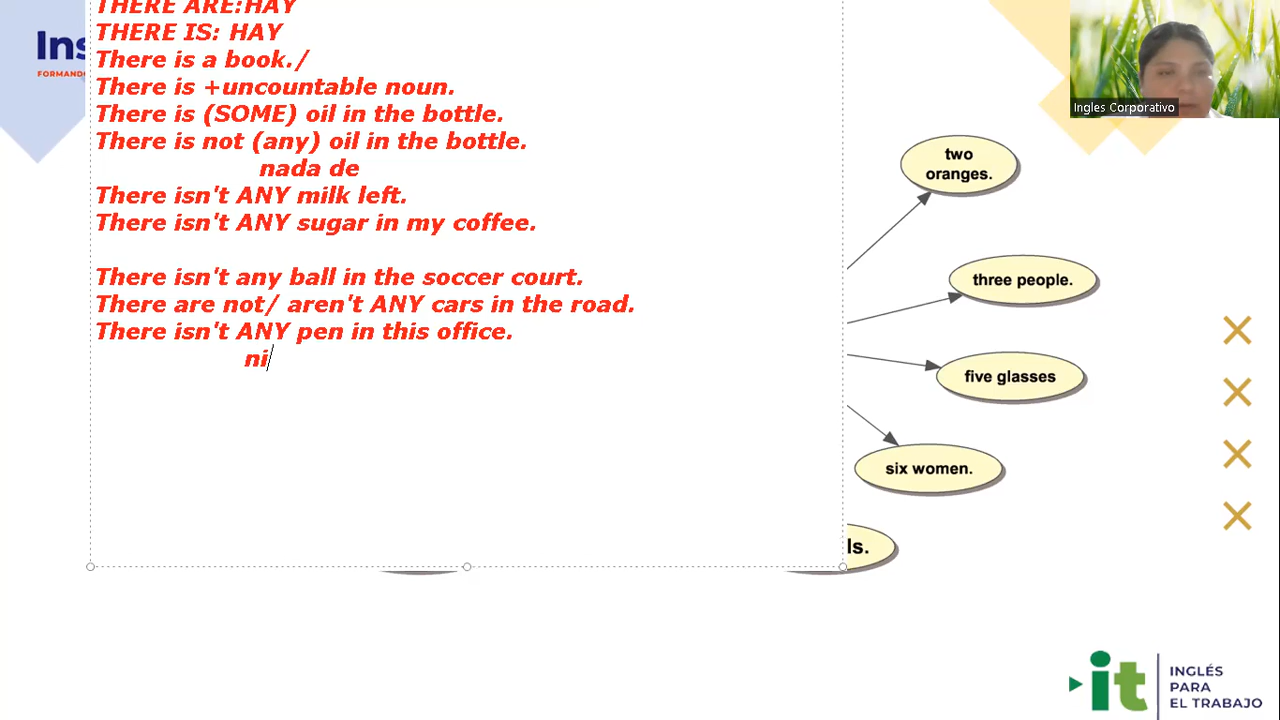 THERE ARE:HAY
Ins
FORMANDO
THERE IS: HAY
There is a book./
There is +uncountable noun.
There is (SOME) oil in the bottle.
There is not (any) oil in the bottle.
nada de
There isn't ANY milk left.
There isn't ANY sugar in my coffee.
There isn't any ball in the soccer court.
There are not/ aren't ANY cars in the road.
There isn't ANY pen in this office.
ni
Ingles Corporativo
two
oranges.
three people.
five glasses
six women.
ls.
it
INGLÉS
PARA
EL TRABAJO